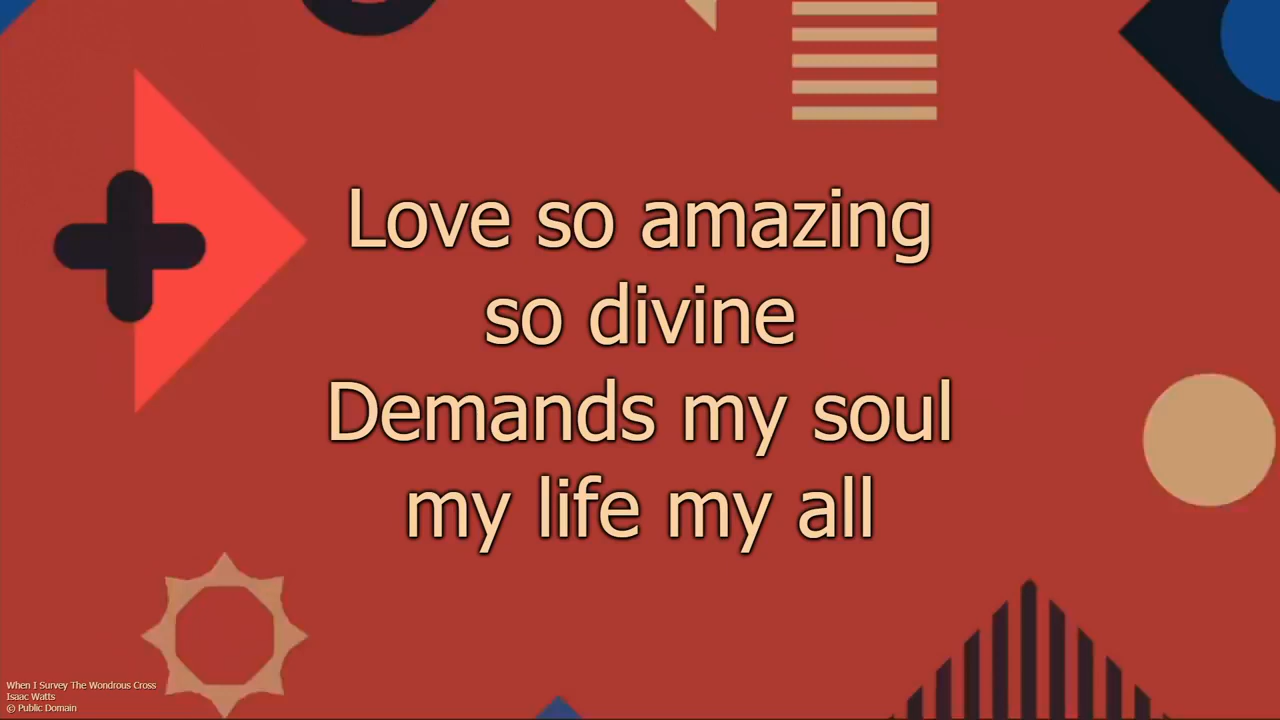 Love so amazing
so divine
Demands my soul
my life my all
When I Survey The Wondrous Cross
Isaac Watts
© Public Domain